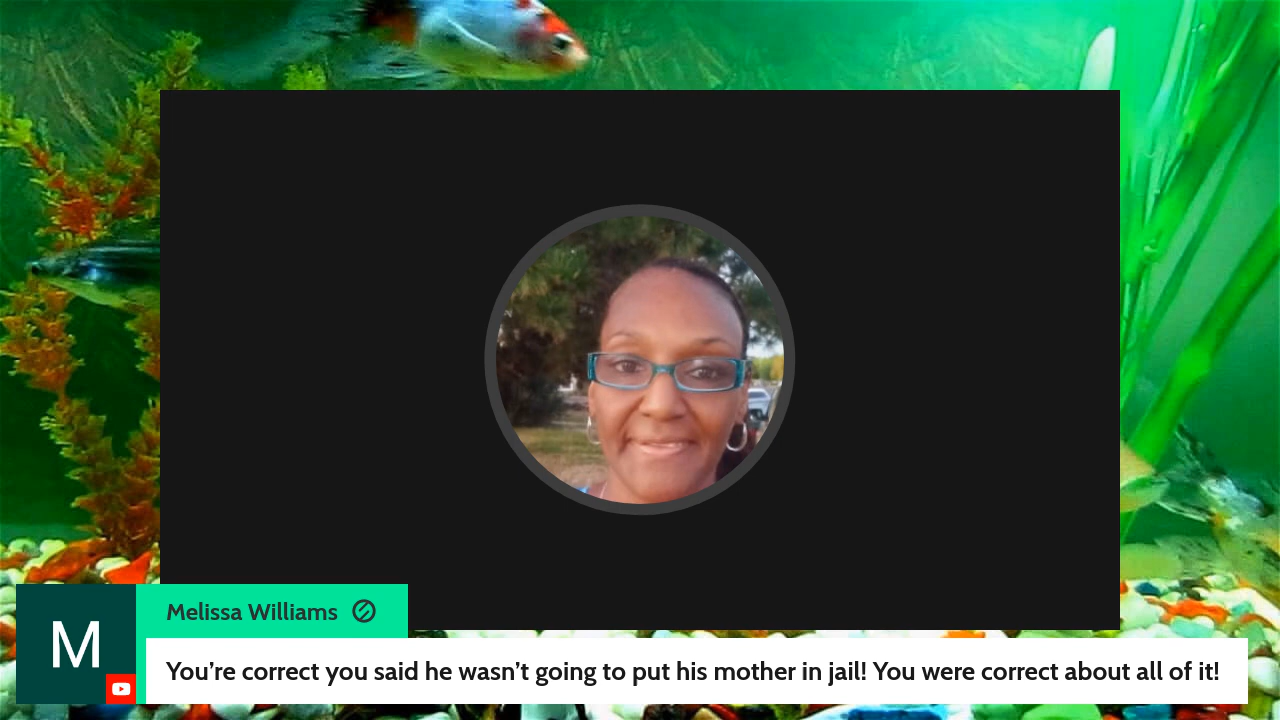 M
Melissa Williams
You’re correct you said he wasn’t going to put his mother in jail! You were correct about all of it!